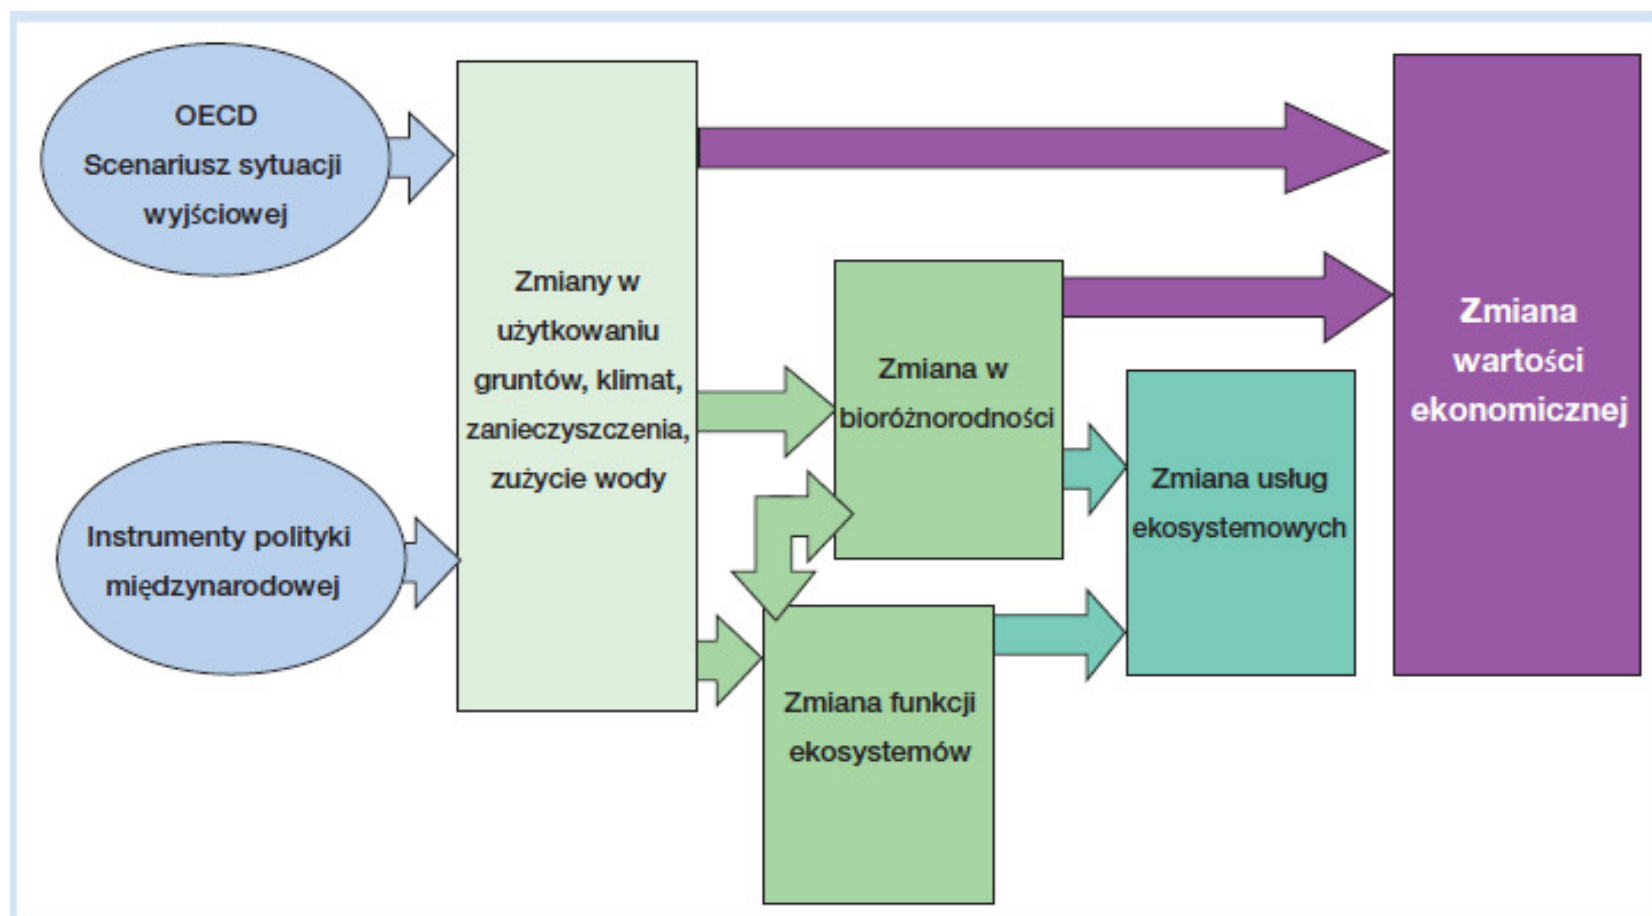 OECD
Scenariusz sytuacji
wyjściowej
Instrumenty polityki
międzynarodowej
Zmiany w
użytkowaniu
gruntów, klimat,
zanieczyszczenia,
zużycie wody
Zmiana w
bioróżnorodności
Zmiana funkcji
ekosystemów
Zmiana usług
ekosystemowych
Zmiana
wartości
ekonomicznej